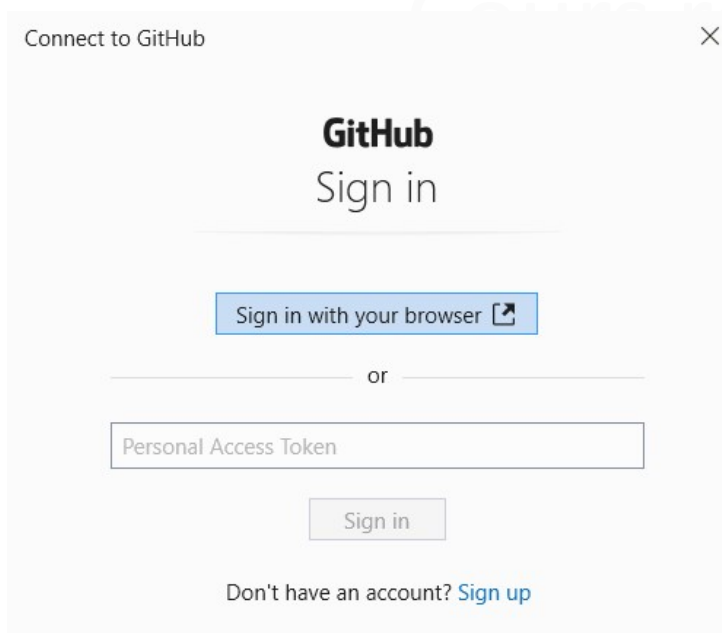 Connect to GitHub
GitHub
Sign in
Sign in with your browser
or
Personal Access Token
Sign in
Don't have an account? Sign up